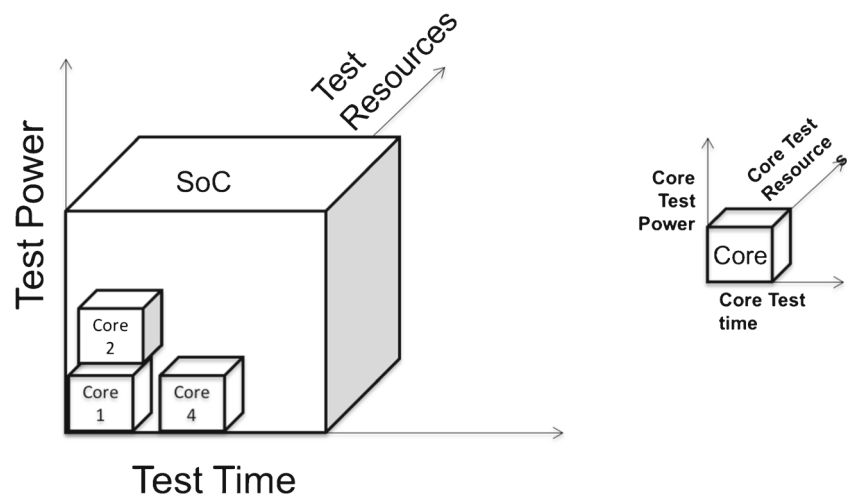 Test Power
Test
Resources
SoC
Core
2
Core
1
Core
4
Test Time
Core
Test
Power
Core Test
Resource
s
Core
Core Test
time